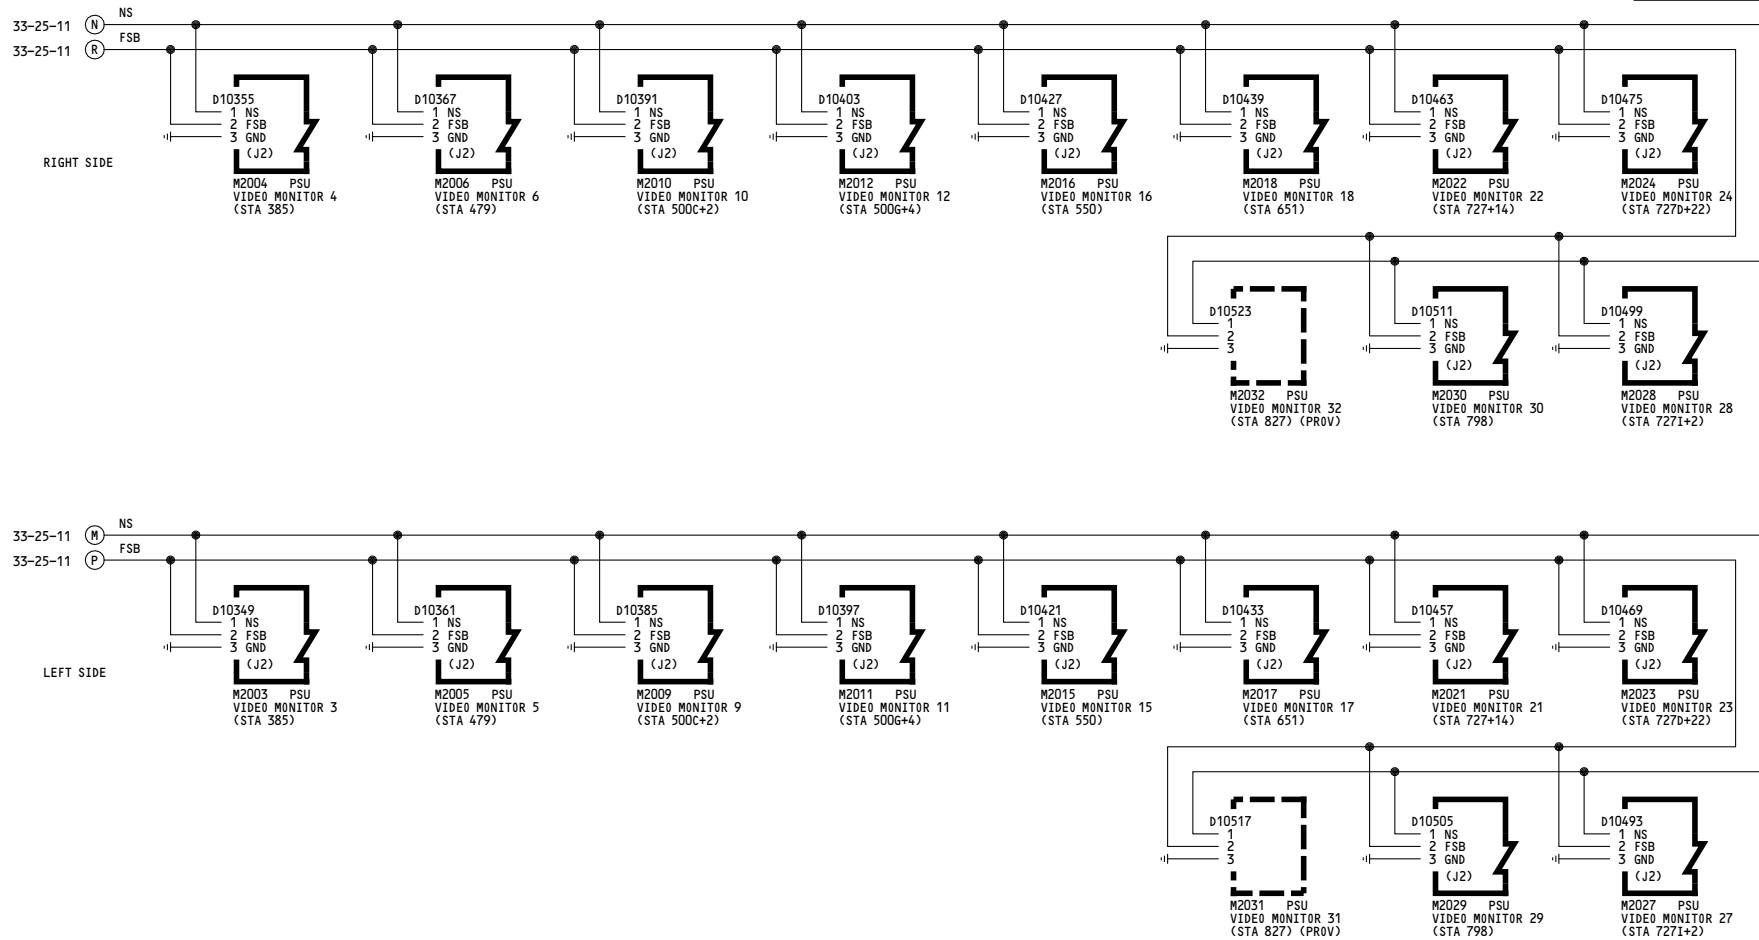 33-25-11 N NS
33-25-11 R FSB
D10355 D10367 D10391 D10403 D10427 D10439 D10463 D10475
1 NS 1 NS 1 NS 1 NS 1 NS 1 NS 1 NS 1 NS
2 FSB 2 FSB 2 FSB 2 FSB 2 FSB 2 FSB 2 FSB 2 FSB
3 GND 3 GND 3 GND 3 GND 3 GND 3 GND 3 GND 3 GND
(J2) (J2) (J2) (J2) (J2) (J2) (J2) (J2)
RIGHT SIDE
M2004 PSU M2006 PSU M2010 PSU M2012 PSU M2016 PSU M2018 PSU M2022 PSU M2024 PSU
VIDEO MONITOR 4 VIDEO MONITOR 6 VIDEO MONITOR 10 VIDEO MONITOR 12 VIDEO MONITOR 16 VIDEO MONITOR 18 VIDEO MONITOR 22 VIDEO MONITOR 24
(STA 385) (STA 479) (STA 500C+2) (STA 500G+4) (STA 550) (STA 651) (STA 727+14) (STA 727D+22)
D10523 D10511 D10499
1 1 NS 1 NS
2 2 FSB 2 FSB
3 3 GND 3 GND
(J2) (J2)
M2032 PSU M2030 PSU M2028 PSU
VIDEO MONITOR 32 VIDEO MONITOR 30 VIDEO MONITOR 28
(STA 827) (PROV) (STA 798) (STA 727I+2)
33-25-11 M NS
33-25-11 P FSB
D10349 D10361 D10385 D10397 D10421 D10433 D10457 D10469
1 NS 1 NS 1 NS 1 NS 1 NS 1 NS 1 NS 1 NS
2 FSB 2 FSB 2 FSB 2 FSB 2 FSB 2 FSB 2 FSB 2 FSB
3 GND 3 GND 3 GND 3 GND 3 GND 3 GND 3 GND 3 GND
(J2) (J2) (J2) (J2) (J2) (J2) (J2) (J2)
LEFT SIDE
M2003 PSU M2005 PSU M2009 PSU M2011 PSU M2015 PSU M2017 PSU M2021 PSU M2023 PSU
VIDEO MONITOR 3 VIDEO MONITOR 5 VIDEO MONITOR 9 VIDEO MONITOR 11 VIDEO MONITOR 15 VIDEO MONITOR 17 VIDEO MONITOR 21 VIDEO MONITOR 23
(STA 385) (STA 479) (STA 500C+2) (STA 500G+4) (STA 550) (STA 651) (STA 727+14) (STA 727D+22)
D10517 D10505 D10493
1 1 NS 1 NS
2 2 FSB 2 FSB
3 3 GND 3 GND
(J2) (J2)
M2031 PSU M2029 PSU M2027 PSU
VIDEO MONITOR 31 VIDEO MONITOR 29 VIDEO MONITOR 27
(STA 827) (PROV) (STA 798) (STA 727I+2)